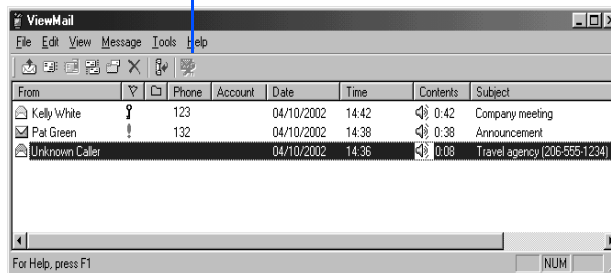 ViewMail
File Edit View Message Tools Help
From Phone Account Date Time Contents Subject
Kelly White 123 04/10/2002 14:42 0:42 Company meeting
Pat Green 132 04/10/2002 14:38 0:38 Announcement
Unknown Caller 04/10/2002 14:36 0:08 Travel agency (206-555-1234)
For Help, press F1 NUM